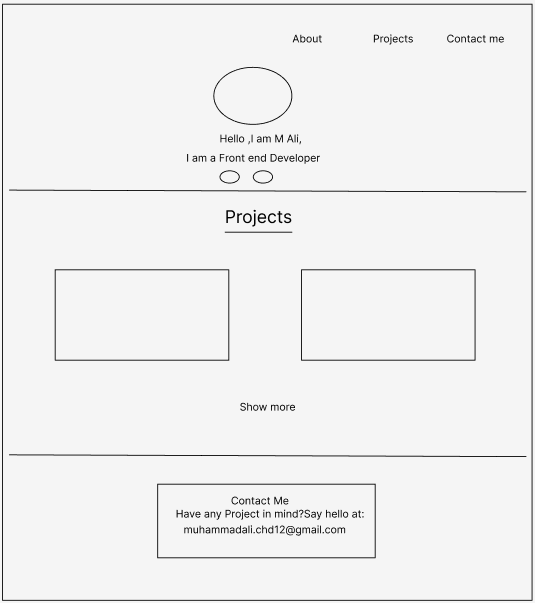 About Projects Contact me
Hello ,I am M Ali,
I am a Front end Developer
Projects
Show more
Contact Me
Have any Project in mind?Say hello at:
muhammadali.chd12@gmail.com